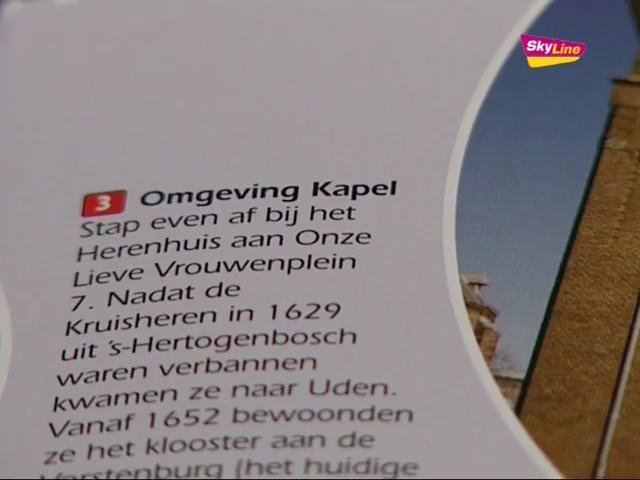 SkyLine
3 Omgeving Kapel
Stap even af bij het
Herenhuis aan Onze
Lieve Vrouwenplein
7. Nadat de
Kruisheren in 1629
uit 's-Hertogenbosch
waren verbannen
kwamen ze naar Uden.
Vanaf 1652 bewoonden
ze het klooster aan de
Verstenburg (het huidige